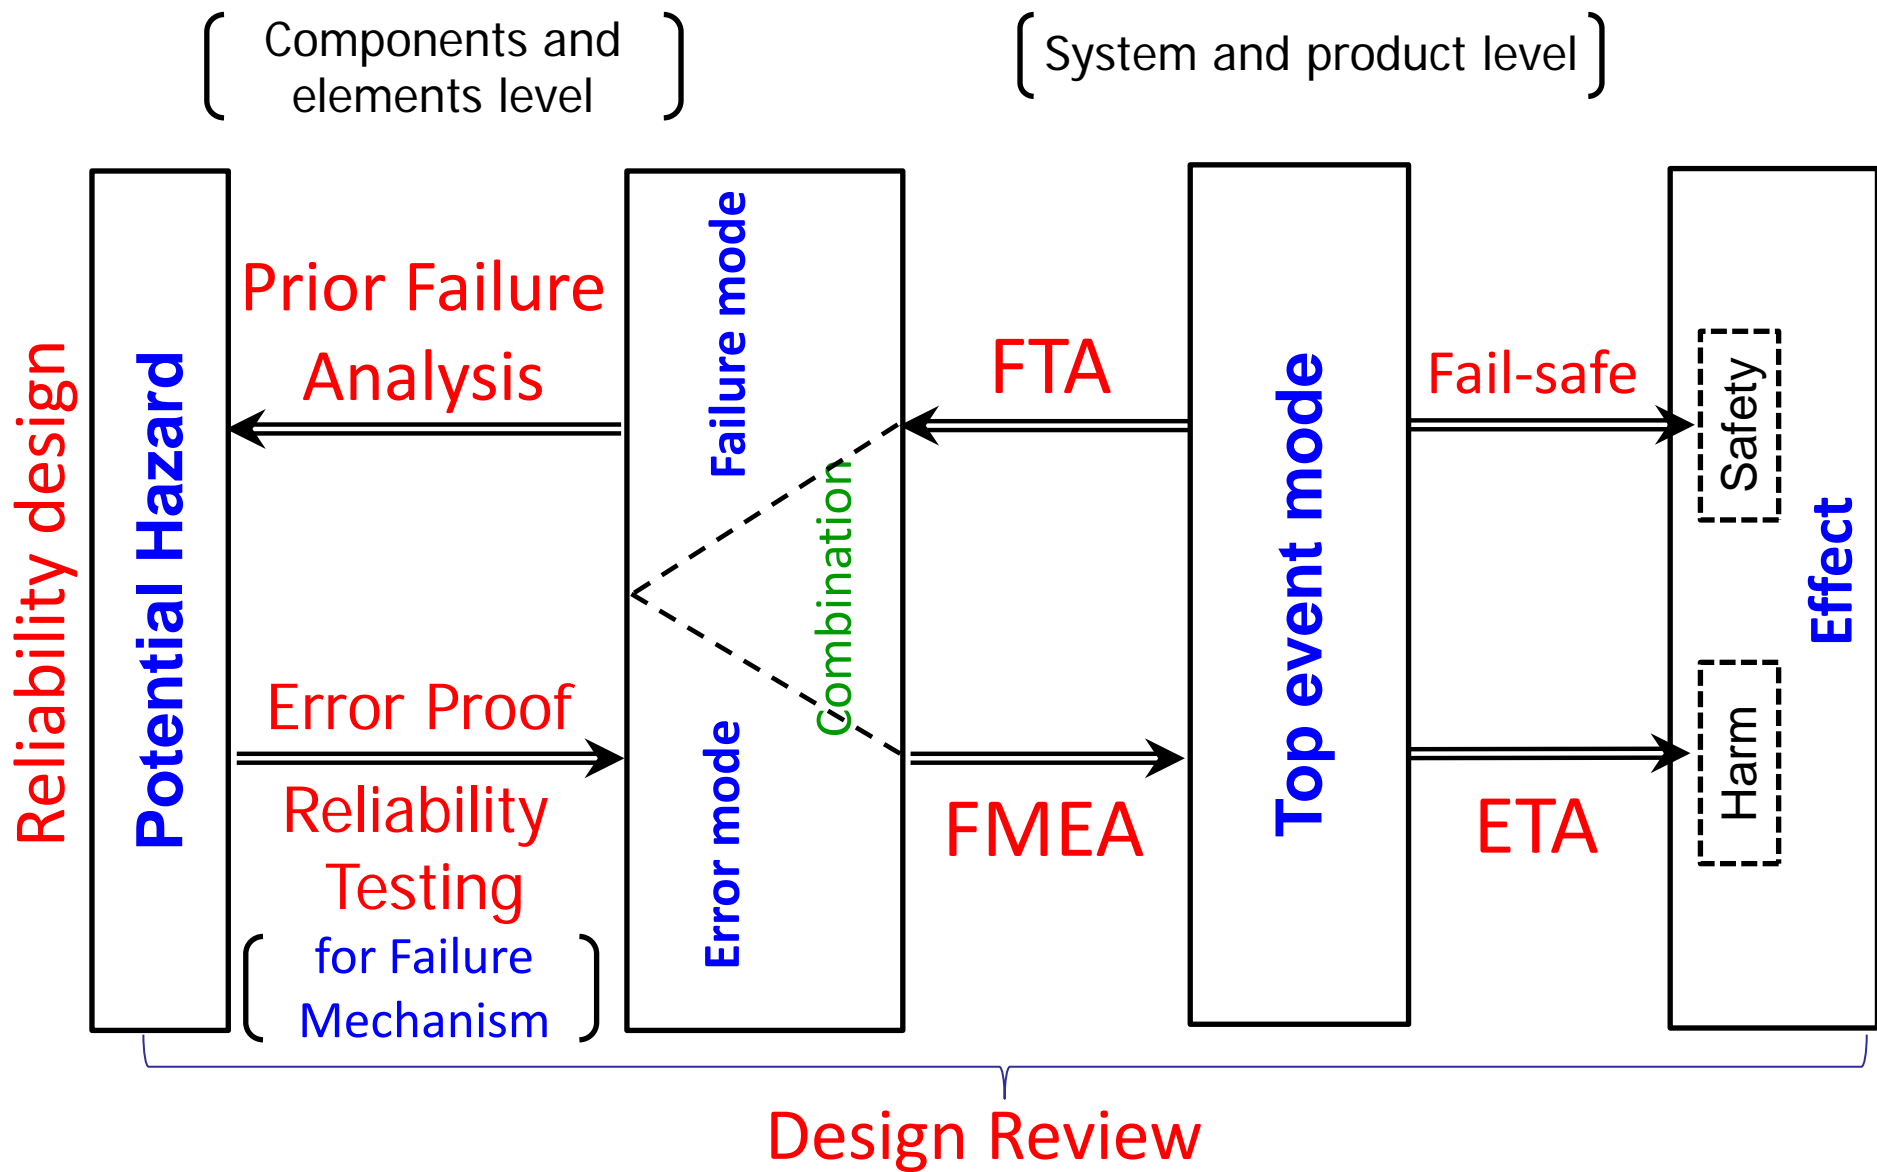 Components and
elements level
System and product level
Reliability design
Potential Hazard
Prior Failure
Analysis
Error Proof
Reliability
Testing
for Failure
Mechanism
Failure mode
Error mode
Combination
FTA
FMEA
Top event mode
Fail-safe
ETA
Safety
Harm
Effect
Design Review